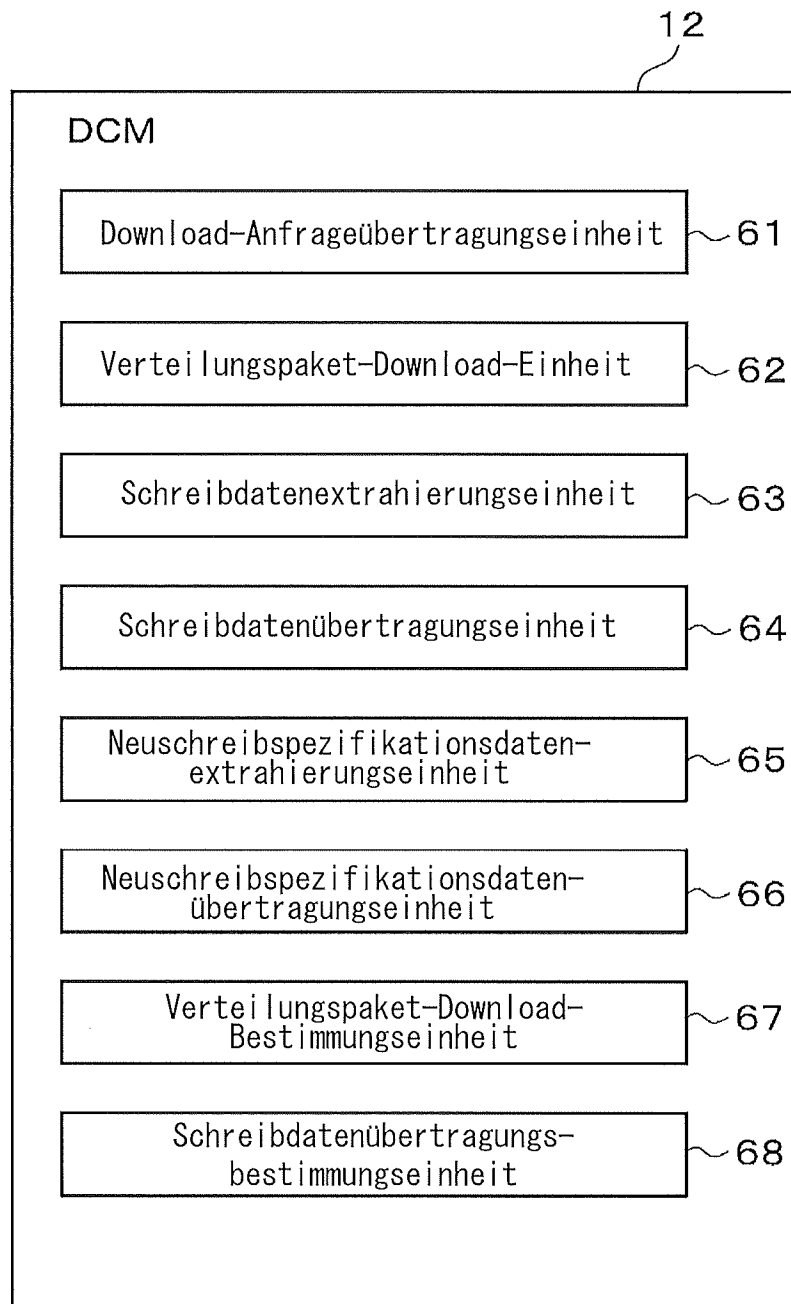 12
DCM
Download-Anfrageübertragungseinheit 61
Verteilungspaket-Download-Einheit 62
Schreibdatenextrahierungseinheit 63
Schreibdatenübertragungseinheit 64
Neuschreibspezifikationsdaten-
extrahierungseinheit 65
Neuschreibspezifikationsdaten-
übertragungseinheit 66
Verteilungspaket-Download-
Bestimmungseinheit 67
Schreibdatenübertragungs-
bestimmungseinheit 68